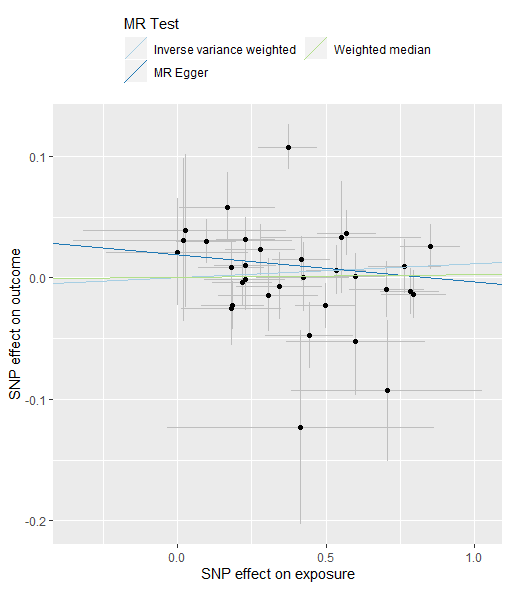 MR Test
Inverse variance weighted
Weighted median
MR Egger
0.1
0.0
-0.1
-0.2
SNP effect on outcome
0.0
0.5
1.0
SNP effect on exposure